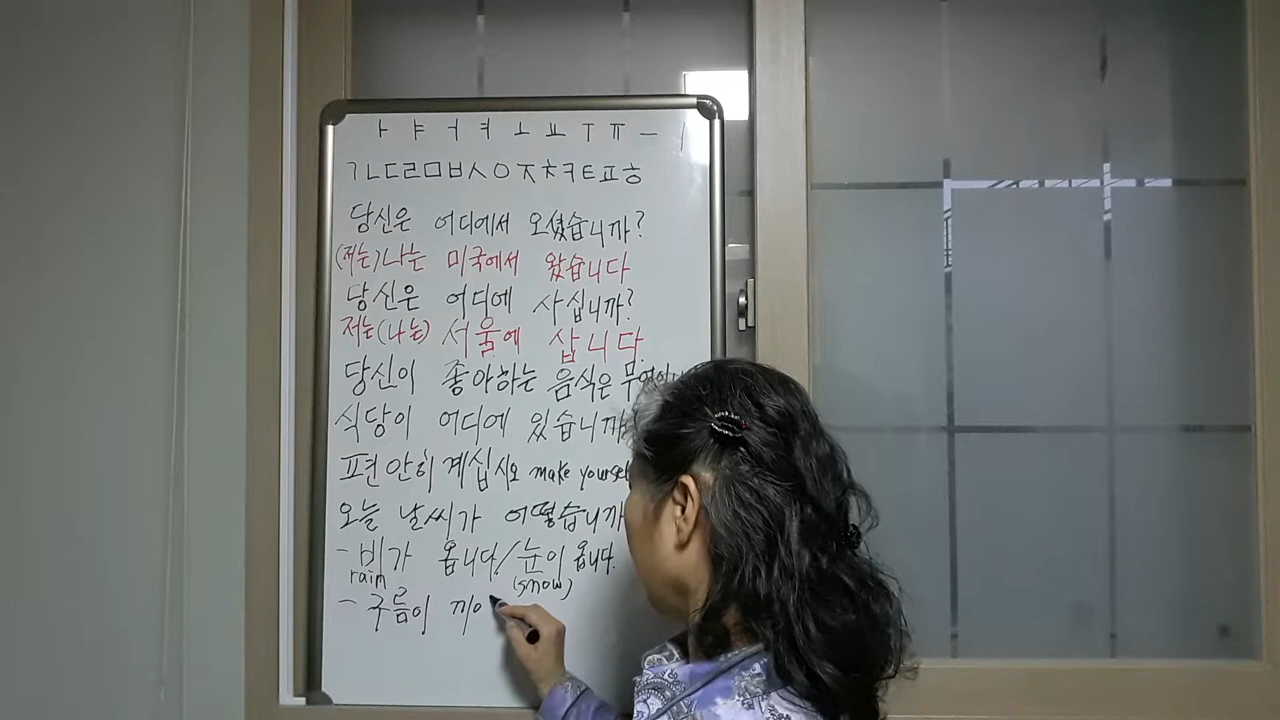 ㅏ ㅑ ㅓ ㅕ ㅗ ㅛ ㅜ ㅠ ㅡ ㅣ
ㄱㄴㄷㄹㅁㅂㅅㅇㅈㅊㅋㅌㅍㅎ
당신은 어디에서 오셨습니까?
(저는)나는 미국에서 왔습니다
당신은 어디에 사십니까?
저는(나는) 서울에 삽니다.
당신이 좋아하는 음식은
식당이 어디에 있습니까
편안히 계십시오 make
오늘 날씨가 어떻습니까
- 비가 옵니다/눈이 옵니다.
rain (snow)
- 구름이